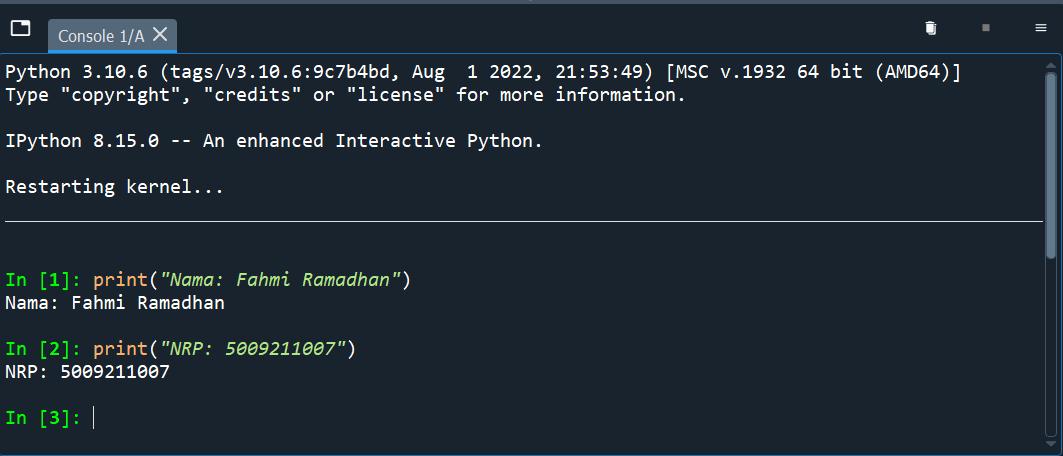 Console 1/A
Python 3.10.6 (tags/v3.10.6:9c7b4bd, Aug  1 2022, 21:53:49) [MSC v.1932 64 bit (AMD64)]
Type "copyright", "credits" or "license" for more information.
IPython 8.15.0 -- An enhanced Interactive Python.
Restarting kernel...
In [1]: print("Nama: Fahmi Ramadhan")
Nama: Fahmi Ramadhan
In [2]: print("NRP: 5009211007")
NRP: 5009211007
In [3]: